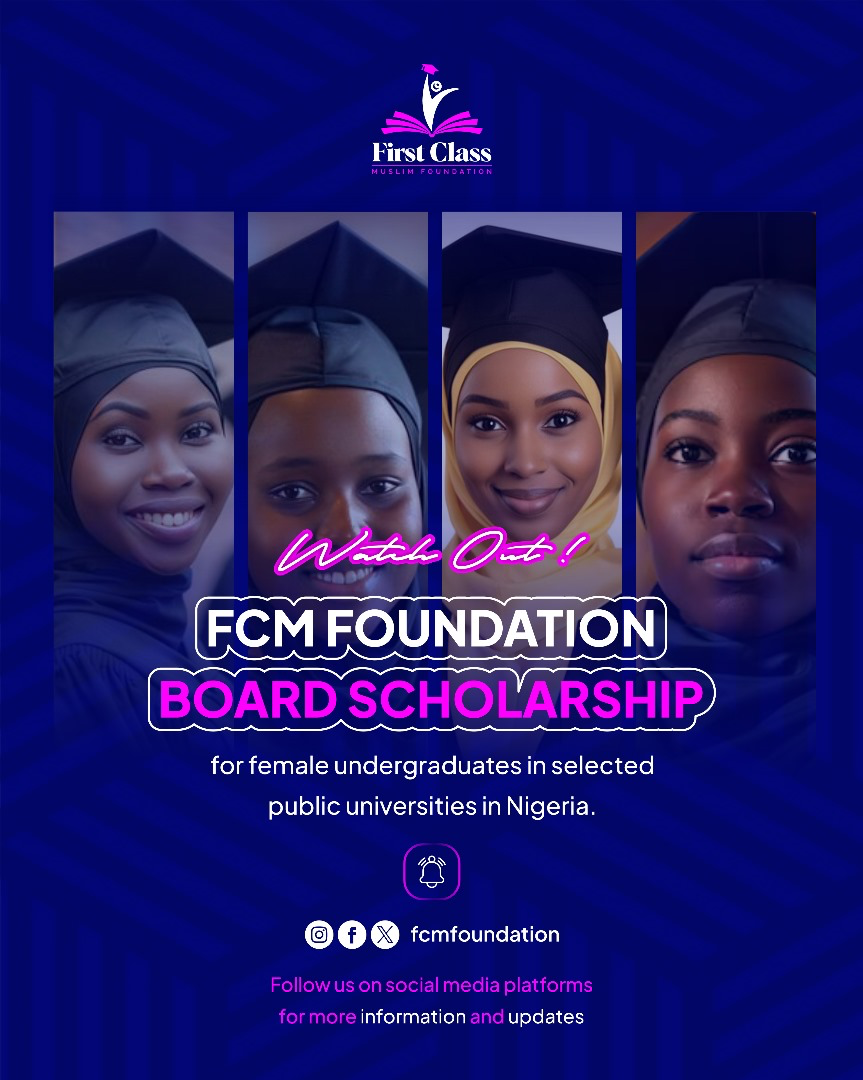 First Class
MUSLIM FOUNDATION
Watch Out!
FCM FOUNDATION
BOARD SCHOLARSHIP
for female undergraduates in selected
public universities in Nigeria.
fcmfoundation
Follow us on social media platforms
for more information and updates